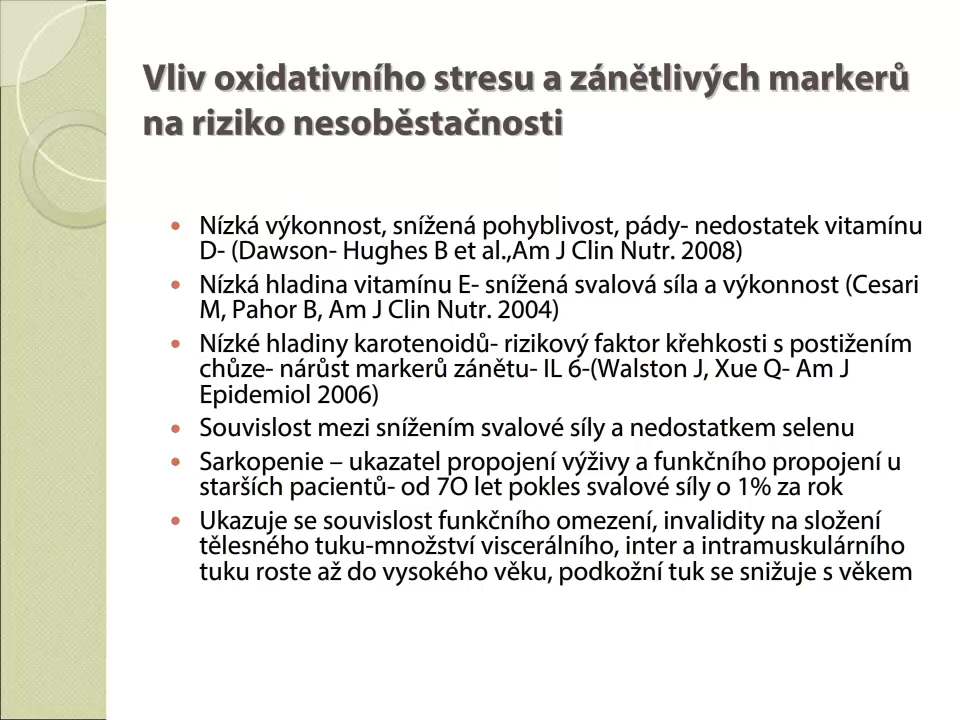 Vliv oxidativního stresu a zánětlivých markerů
na riziko nesoběstačnosti
• Nízká výkonnost, snížená pohyblivost, pády- nedostatek vitamínu
D- (Dawson- Hughes B et al.,Am J Clin Nutr. 2008)
• Nízká hladina vitamínu E- snížená svalová síla a výkonnost (Cesari
M, Pahor B, Am J Clin Nutr. 2004)
• Nízké hladiny karotenoidů- rizikový faktor křehkosti s postižením
chůze- nárůst markerů zánětu- IL 6-(Walston J, Xue Q- Am J
Epidemiol 2006)
• Souvislost mezi snížením svalové síly a nedostatkem selenu
• Sarkopenie – ukazatel propojení výživy a funkčního propojení u
starších pacientů- od 7O let pokles svalové síly o 1% za rok
• Ukazuje se souvislost funkčního omezení, invalidity na složení
tělesného tuku-množství viscerálního, inter a intramuskulárního
tuku roste až do vysokého věku, podkožní tuk se snižuje s věkem